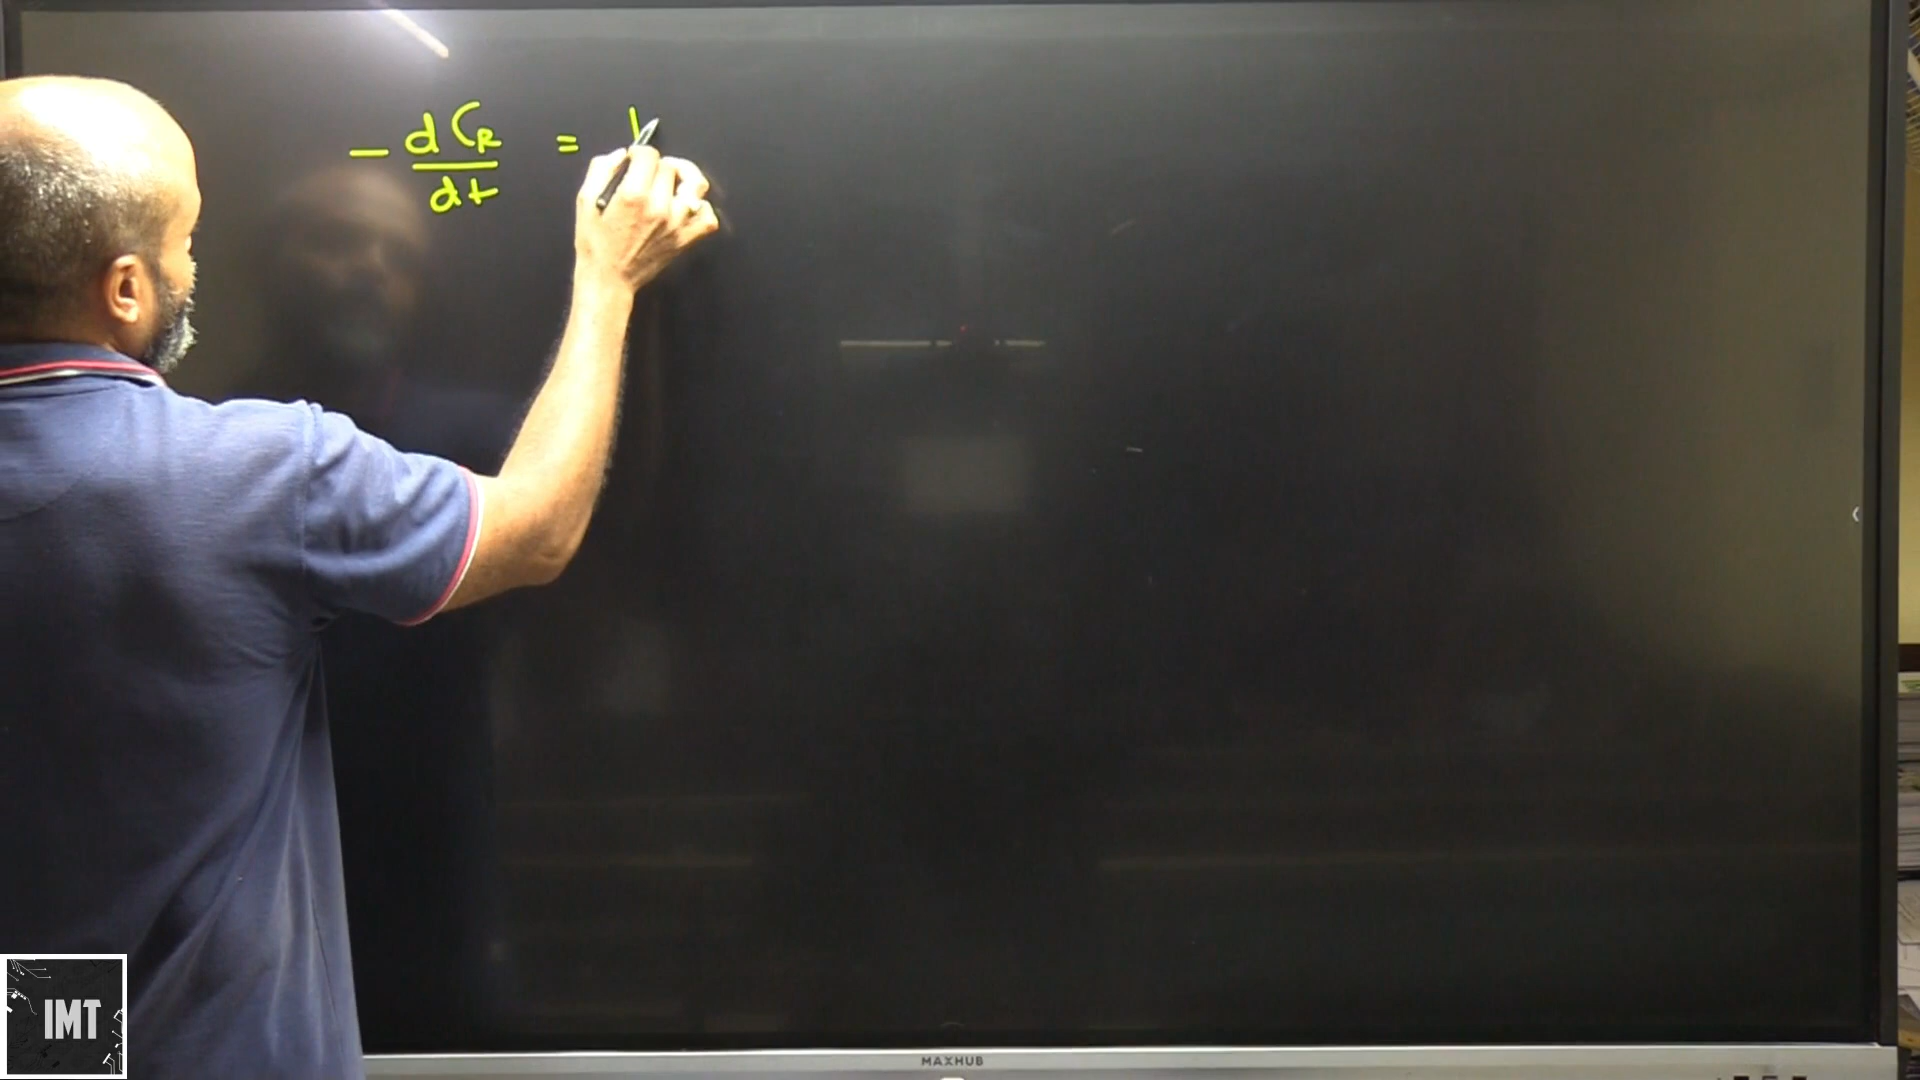 - dC_R/dt =
IMT
MAXHUB